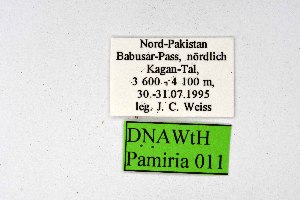 Nord-Pakistan
Babusar-Pass, nördlich
Kagan-Tal,
3 600 - 4 100 m,
30.-31.07.1995
leg. J. C. Weiss
DNAWtH
Pamiria 011